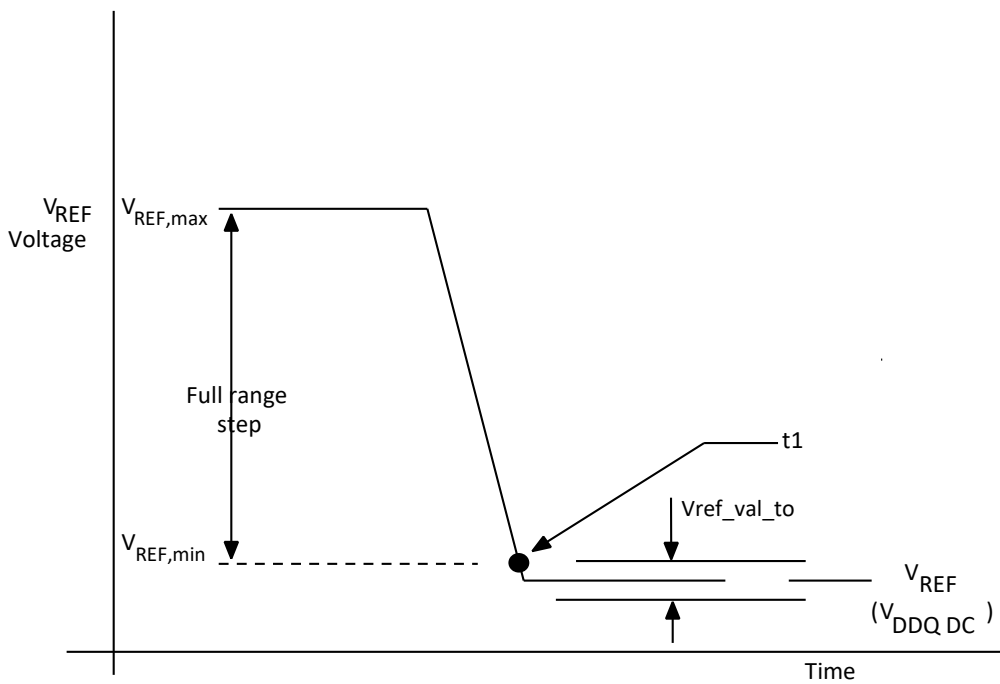 VREF
Voltage
VREF,max
Full range
step
t1
Vref_val_to
VREF,min
VREF
(VDDQ DC )
Time